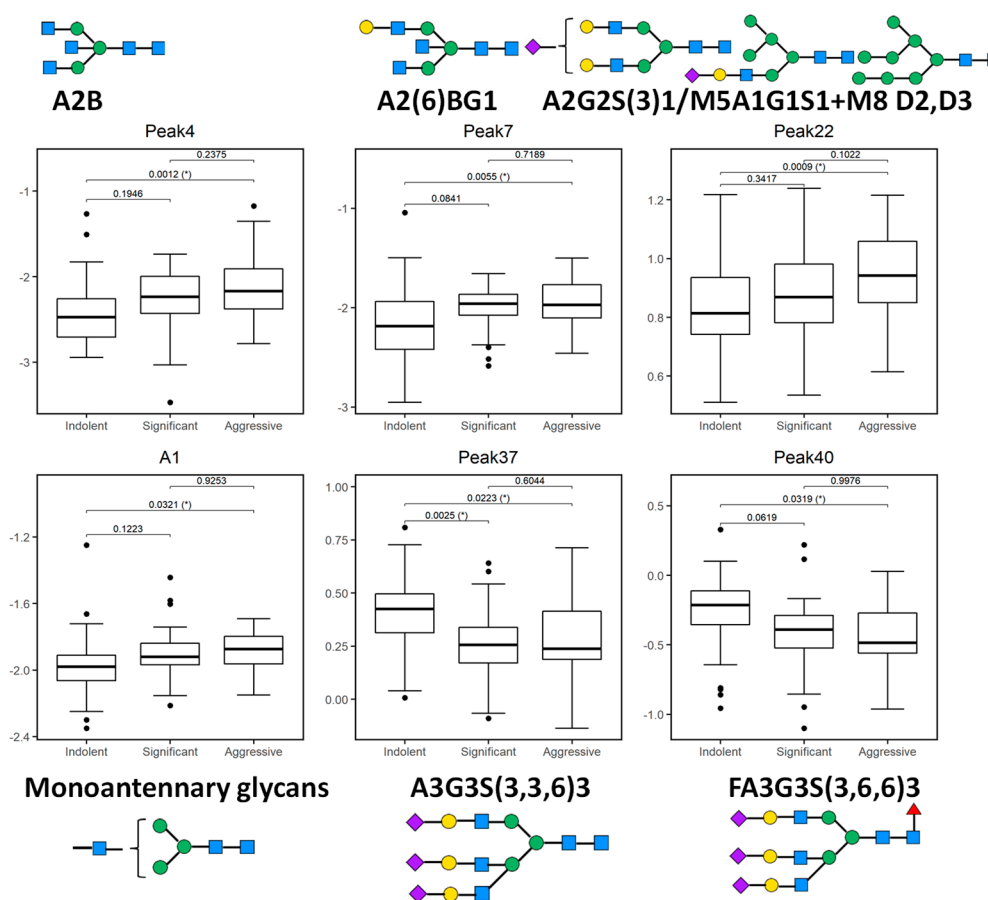 A2B
A2(6)BG1
A2G2S(3)1/M5A1G1S1+M8 D2,D3
Peak4
0.2375
0.0012 (*)
0.1946
-1
-2
-3
Indolent
Significant
Aggressive
Peak7
0.7189
0.0055 (*)
0.0841
-1
-2
-3
Indolent
Significant
Aggressive
Peak22
0.1022
0.0009 (*)
0.3417
1.2
1.0
0.8
0.6
Indolent
Significant
Aggressive
A1
0.9253
0.0321 (*)
0.1223
-1.2
-1.6
-2.0
-2.4
Indolent
Significant
Aggressive
Peak37
0.6044
0.0223 (*)
0.0025 (*)
1.00
0.75
0.50
0.25
0.00
Indolent
Significant
Aggressive
Peak40
0.9976
0.0319 (*)
0.0619
0.5
0.0
-0.5
-1.0
Indolent
Significant
Aggressive
Monoantennary glycans
A3G3S(3,3,6)3
FA3G3S(3,6,6)3